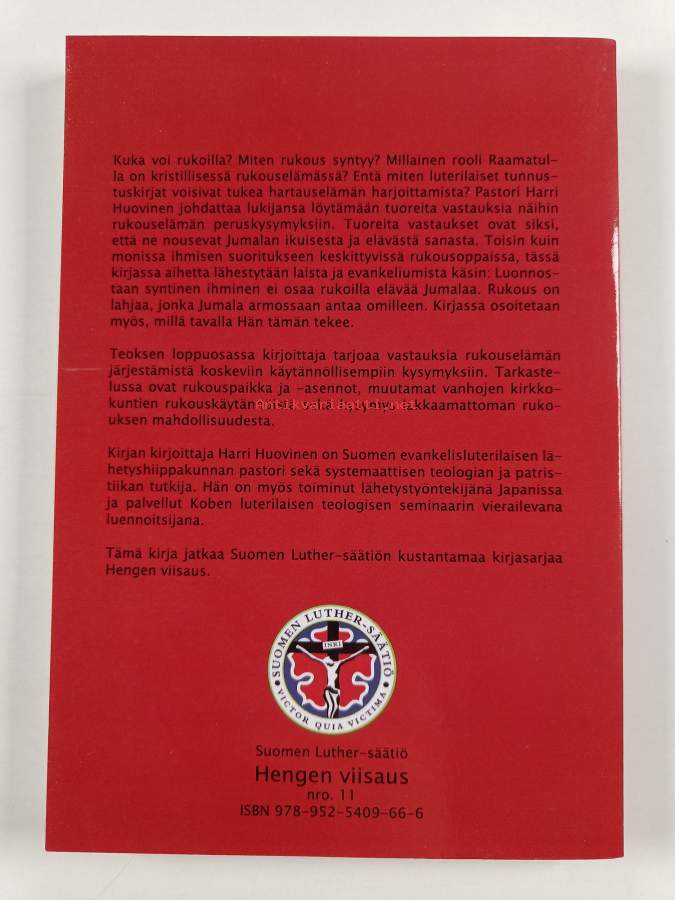 Kuka voi rukoilla? Miten rukous syntyy? Millainen rooli Raamatul-
la on kristillisessä rukouselämässä? Entä miten luterilaiset tunnus-
tuskirjat voisivat tukea hartauselämän harjoittamista? Pastori Harri
Huovinen johdattaa lukijansa löytämään tuoreita vastauksia näihin
rukouselämän peruskysymyksiin. Tuoreita vastaukset ovat siksi,
että ne nousevat Jumalan ikuisesta ja elävästä sanasta. Toisin kuin
monissa ihmisen suoritukseen keskittyvissä rukousoppaissa, tässä
kirjassa aihetta lähestytään laista ja evankeliumista käsin: Luonnos-
taan syntinen ihminen ei osaa rukoilla elävää Jumalaa. Rukous on
lahjaa, jonka Jumala armossaan antaa omilleen. Kirjassa osoitetaan
myös, millä tavalla Hän tämän tekee.
Teoksen loppuosassa kirjoittaja tarjoaa vastauksia rukouselämän
järjestämistä koskeviin käytännöllisempiin kysymyksiin. Tarkaste-
lussa ovat rukouspaikka ja -asennot, muutamat vanhojen kirkko-
kuntien rukouskäytännöistä sekä kysymys lakkaamattoman ruko-
uksen mahdollisuudesta.
Kirjan kirjoittaja Harri Huovinen on Suomen evankelisluterilaisen lä-
hetyshiippakunnan pastori sekä systemaattisen teologian ja patris-
tiikan tutkija. Hän on myös toiminut lähetystyöntekijänä Japanissa
ja palvellut Koben luterilaisen teologisen seminaarin vierailevana
luennoitsijana.
Tämä kirja jatkaa Suomen Luther-säätiön kustantamaa kirjasarjaa
Hengen viisaus.
SUOMEN LUTHER-SÄÄTIÖ
INRI
VICTOR QUIA VICTIMA
Suomen Luther-säätiö
Hengen viisaus
nro. 11
ISBN 978-952-5409-66-6